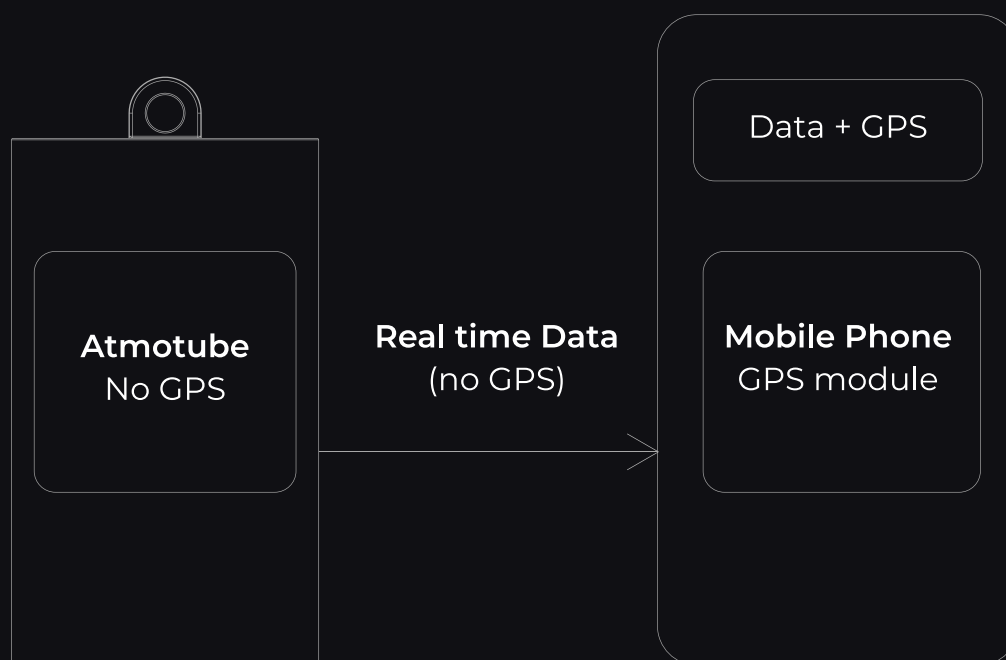 Data + GPS
Atmotube
No GPS
Real time Data
(no GPS)
Mobile Phone
GPS module